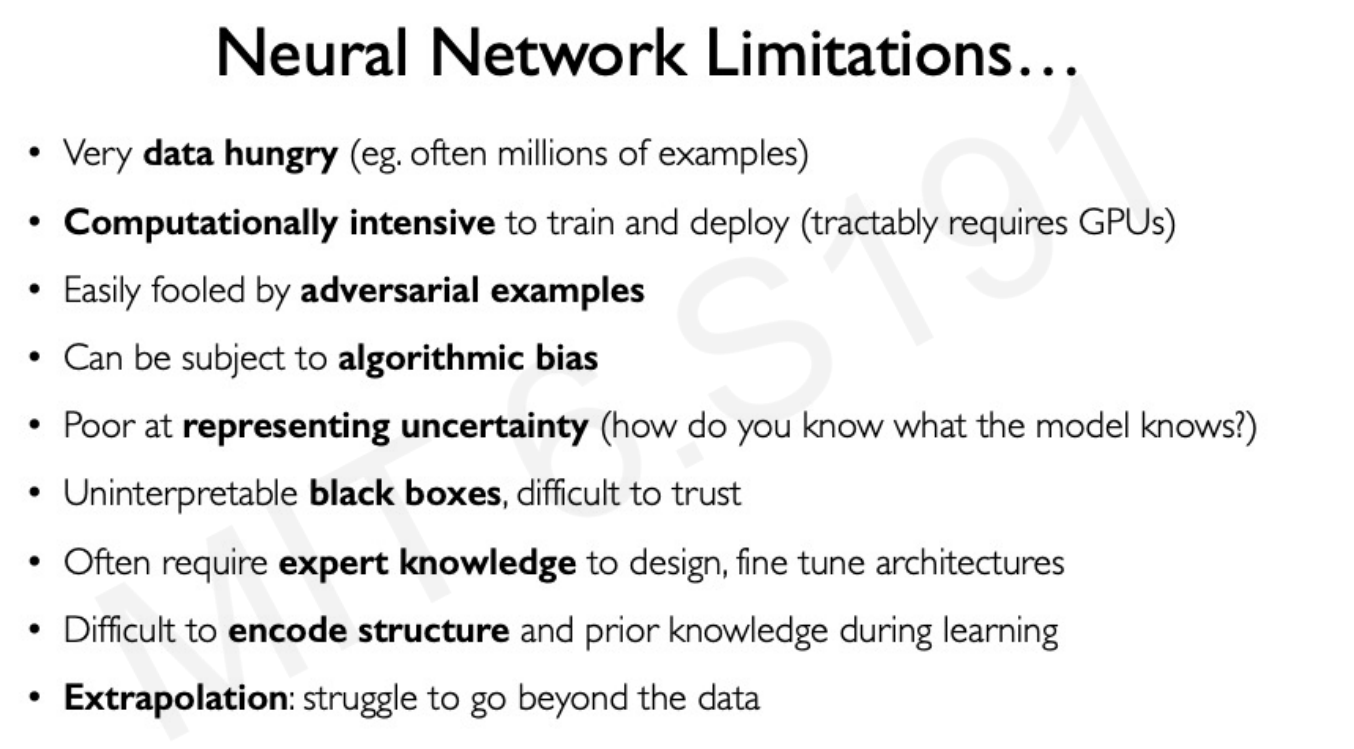 Neural Network Limitations...
• Very data hungry (eg. often millions of examples)
• Computationally intensive to train and deploy (tractably requires GPUs)
• Easily fooled by adversarial examples
• Can be subject to algorithmic bias
• Poor at representing uncertainty (how do you know what the model knows?)
• Uninterpretable black boxes, difficult to trust
• Often require expert knowledge to design, fine tune architectures
• Difficult to encode structure and prior knowledge during learning
• Extrapolation: struggle to go beyond the data
MIT 6.S191